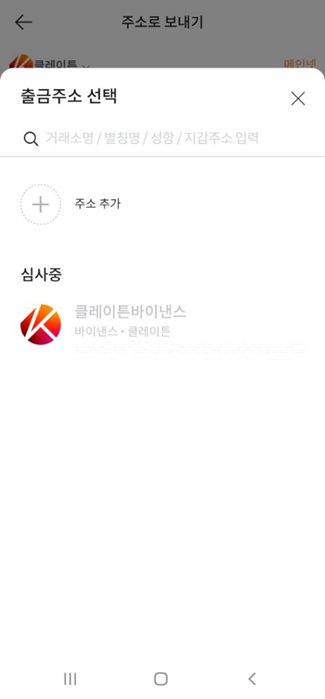 주소로 보내기
클레이튼
메인넷
출금주소 선택
거래소명 / 별칭명 / 성함 / 지갑주소 입력
주소 추가
심사중
클레이튼바이낸스
바이낸스 • 클레이튼